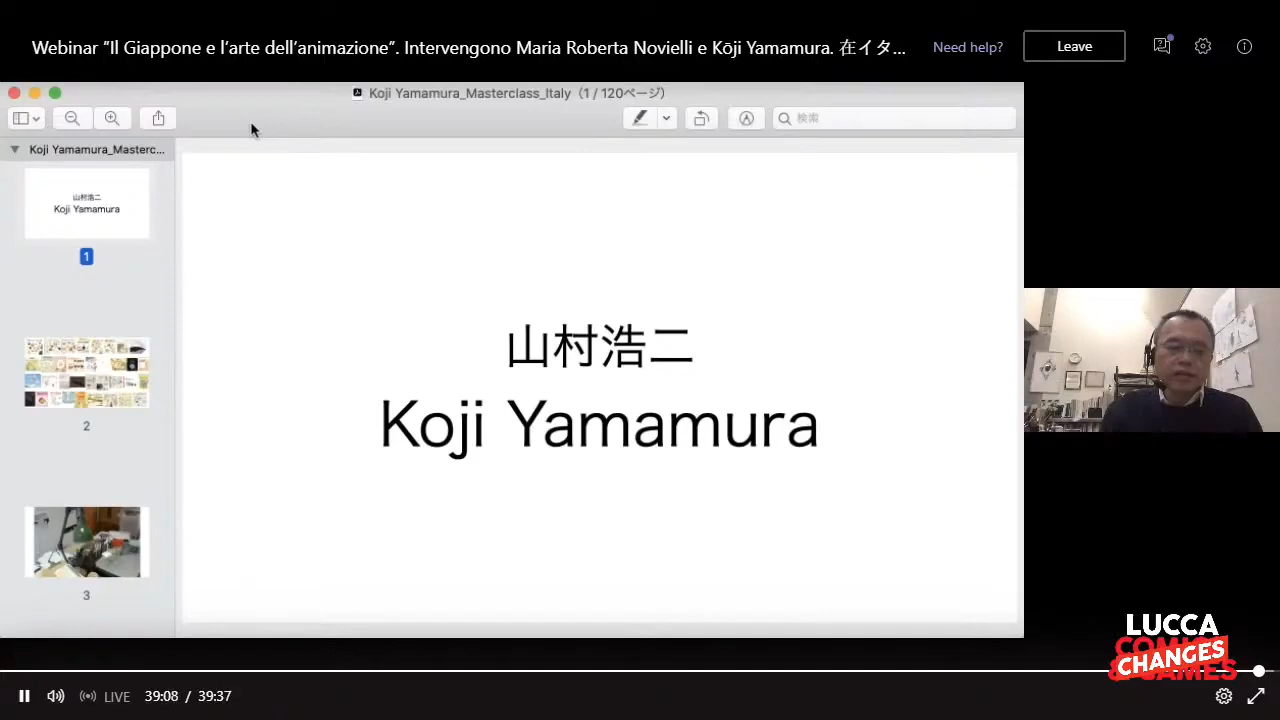 Webinar "Il Giappone e l'arte dell'animazione". Intervengono Maria Roberta Novielli e Kōji Yamamura. 在イタ...
Need help?
Leave
Koji Yamamura_Masterclass_Italy（1 / 120ページ）
検索
Koji Yamamura_Masterc...
山村浩二
Koji Yamamura
1
2
3
山村浩二
Koji Yamamura
LUCCA
COMICS
CHANGES
& GAMES
LIVE
39:08 / 39:37